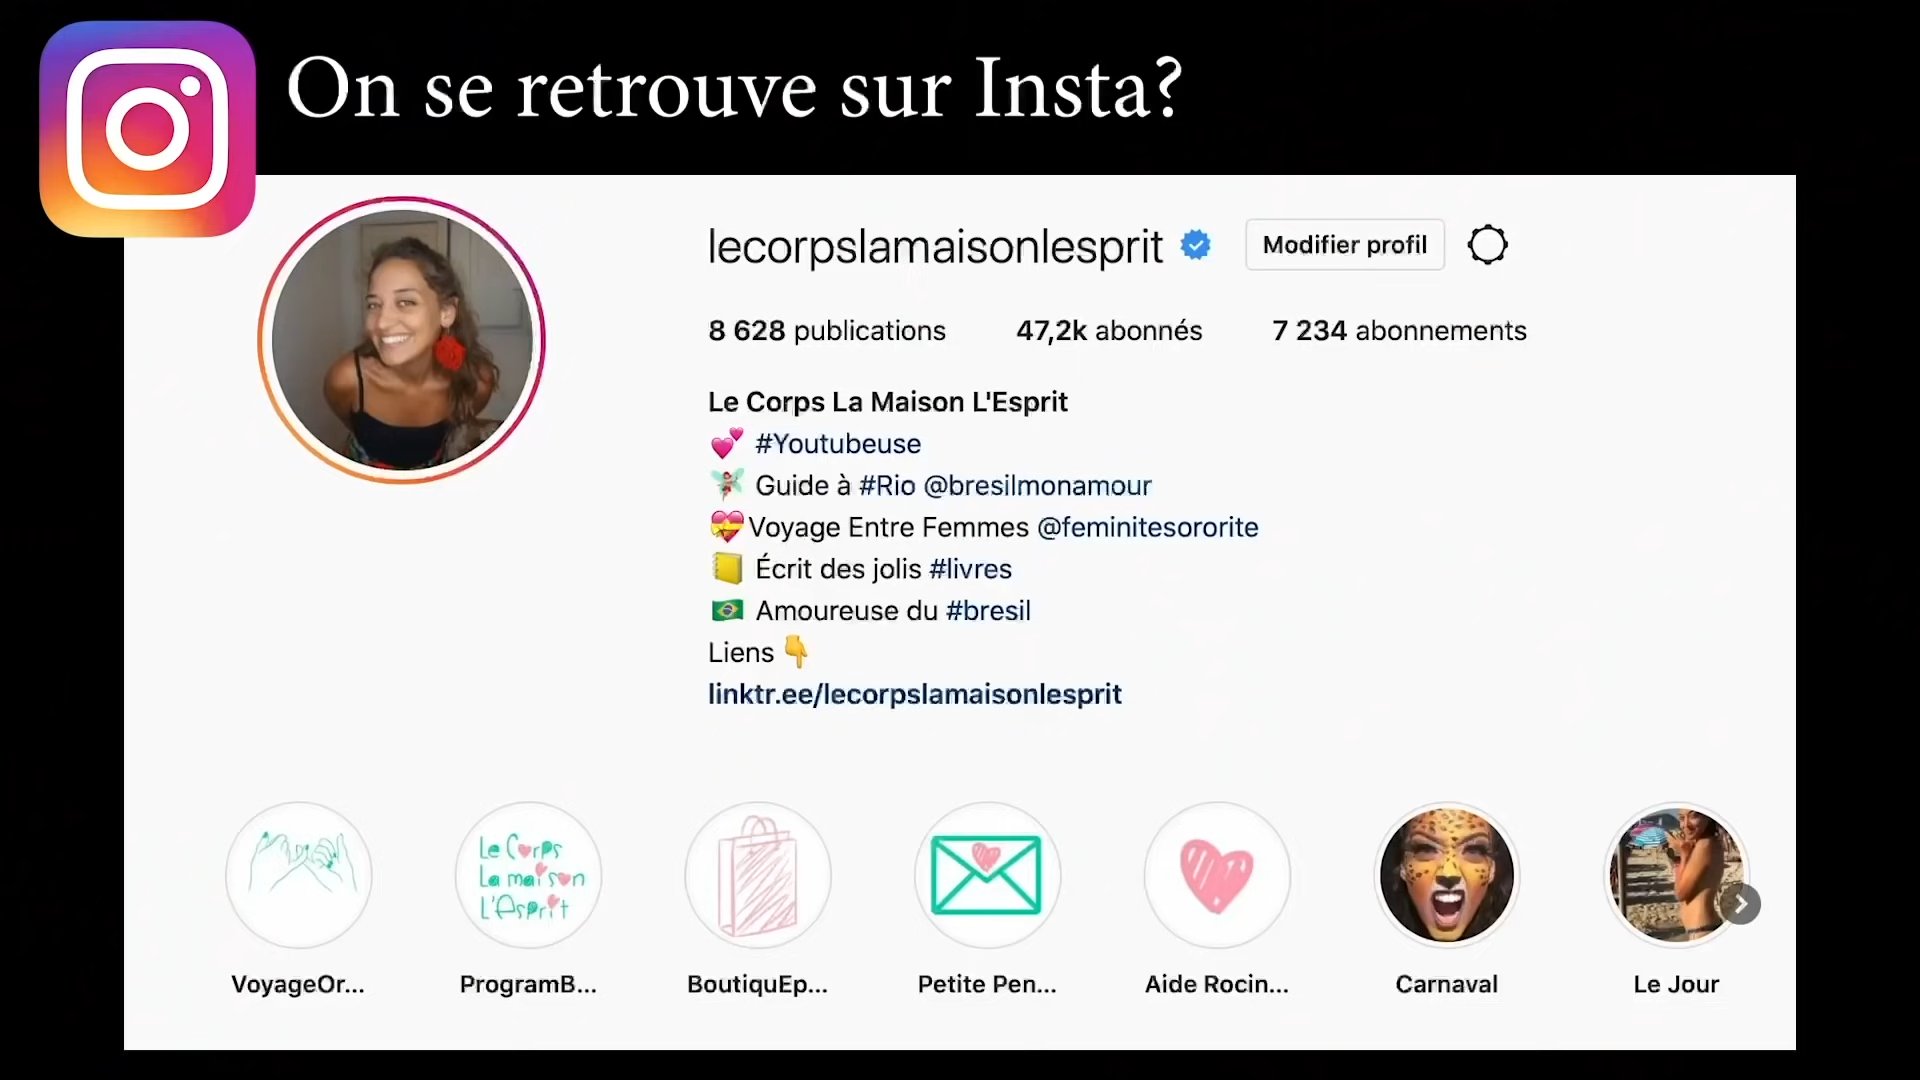 On se retrouve sur Insta?
lecorpslamaisonlesprit Modifier profil
8 628 publications 47,2k abonnés 7 234 abonnements
Le Corps La Maison L'Esprit
💕 #Youtubeuse
🧚 Guide à #Rio @bresilmonamour
💝Voyage Entre Femmes @feminitesororite
📒 Écrit des jolis #livres
🇧🇷 Amoureuse du #bresil
Liens 👇
linktr.ee/lecorpslamaisonlesprit
Le Corps
La maison
L'Esprit
VoyageOr... ProgramB... BoutiquEp... Petite Pen... Aide Rocin... Carnaval Le Jour